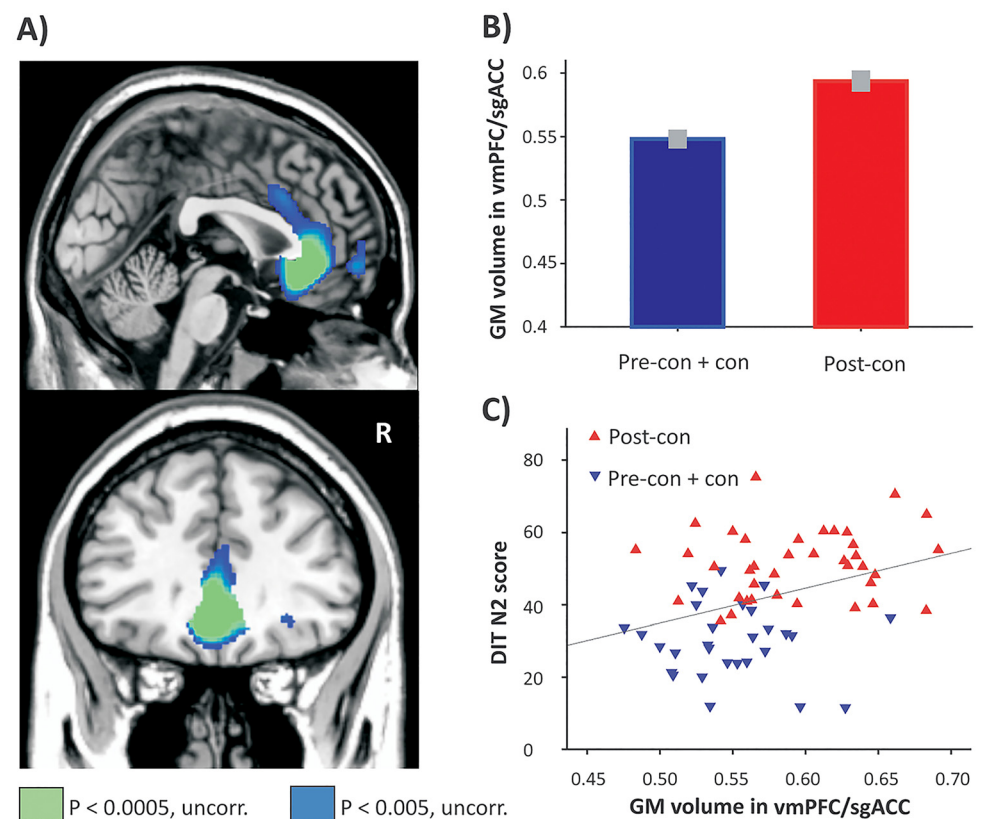 A)
R
P < 0.0005, uncorr.
P < 0.005, uncorr.
B)
GM volume in vmPFC/sgACC
0.6
0.55
0.5
0.45
0.4
Pre-con + con
Post-con
C)
Post-con
Pre-con + con
DIT N2 score
80
60
40
20
0
0.45 0.50 0.55 0.60 0.65 0.70
GM volume in vmPFC/sgACC